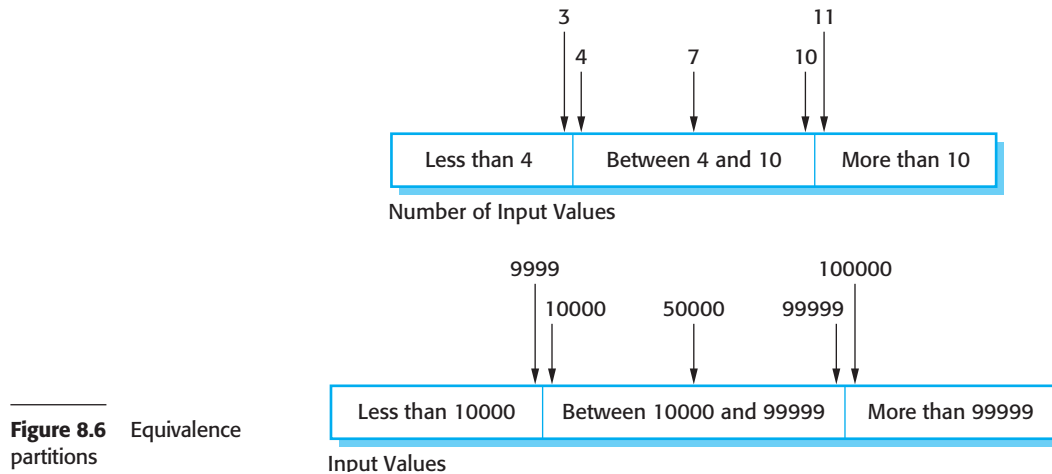 3
11
4
7
10
Less than 4
Between 4 and 10
More than 10
Number of Input Values
9999
100000
10000
50000
99999
Less than 10000
Between 10000 and 99999
More than 99999
Input Values
Figure 8.6 Equivalence
partitions